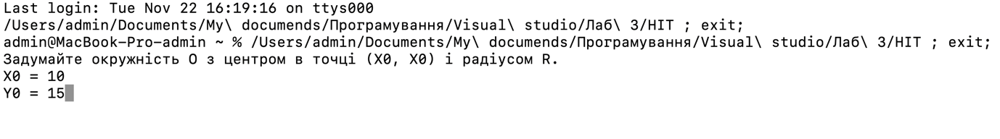 Last login: Tue Nov 22 16:19:16 on ttys000
/Users/admin/Documents/My\ documends/Програмування/Visual\ studio/Лаб\ 3/HIT ; exit;
admin@MacBook-Pro-admin ~ % /Users/admin/Documents/My\ documends/Програмування/Visual\ studio/Лаб\ 3/HIT ; exit;
Задумайте окружність O з центром в точці (X0, X0) і радіусом R.
X0 = 10
Y0 = 15